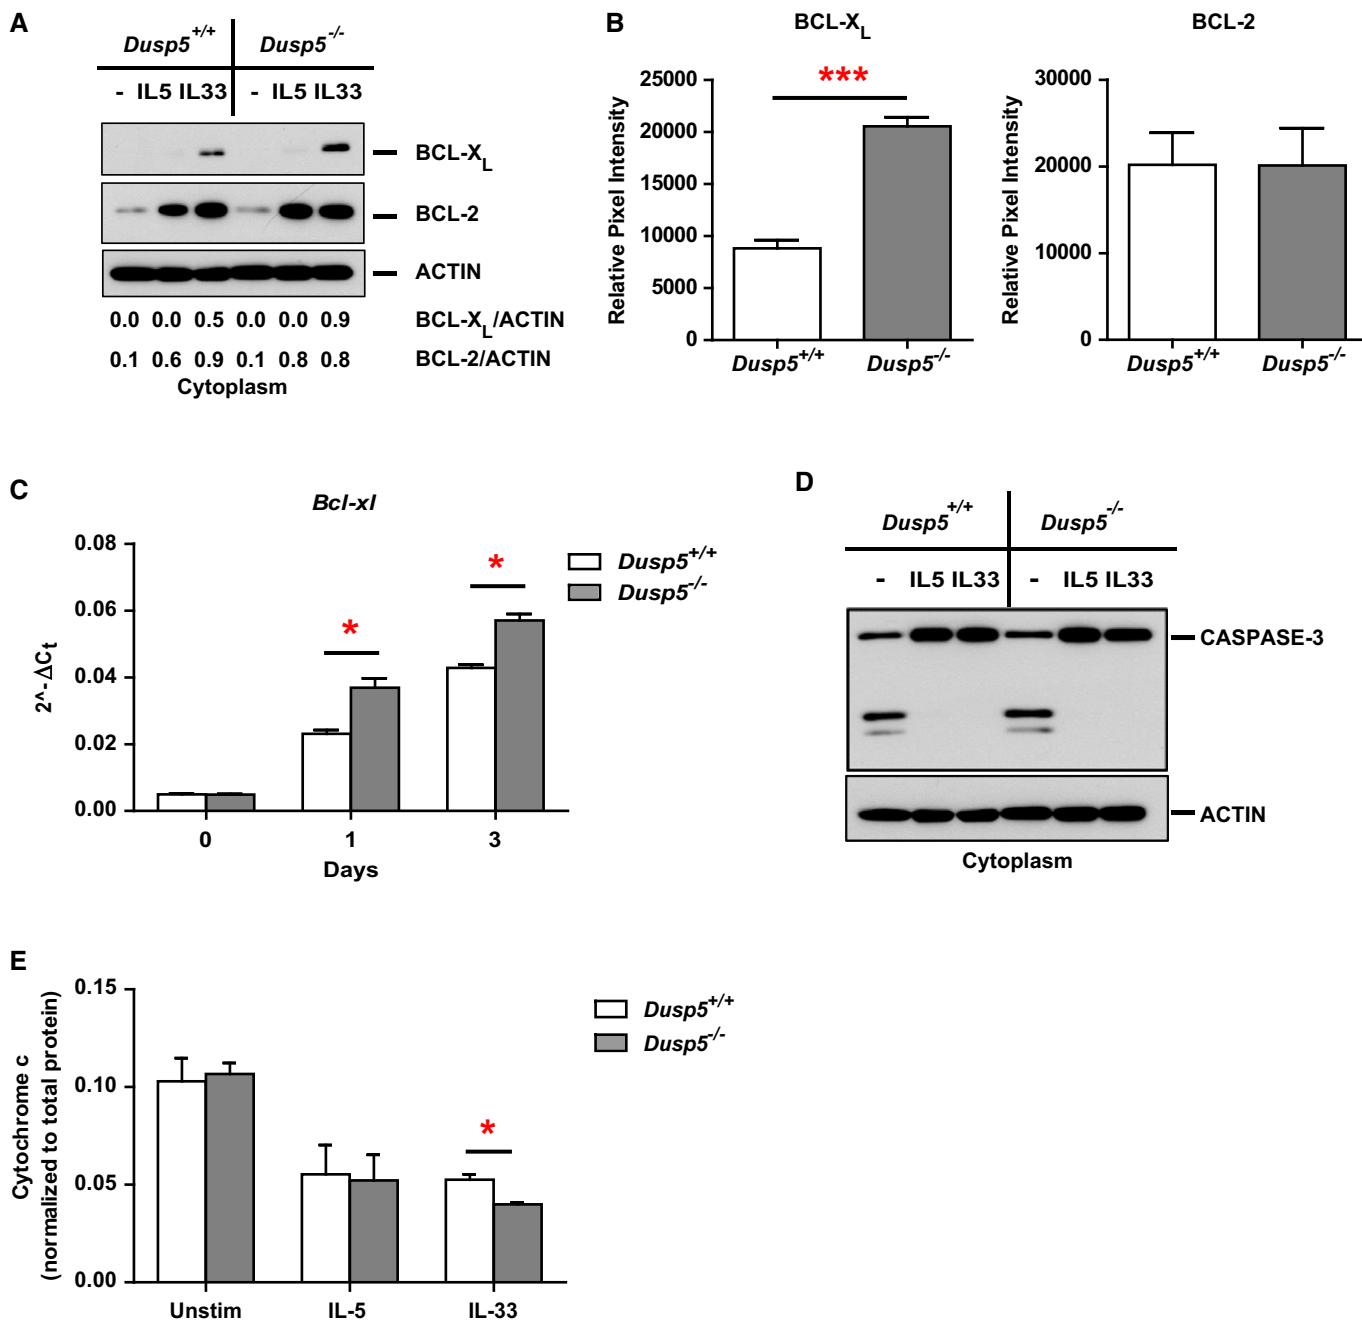 A
Dusp5+/+ Dusp5-/-
- IL5 IL33 - IL5 IL33
BCL-XL
BCL-2
ACTIN
0.0 0.0 0.5 0.0 0.0 0.9 BCL-XL/ACTIN
0.1 0.6 0.9 0.1 0.8 0.8 BCL-2/ACTIN
Cytoplasm
B
BCL-XL
***
Relative Pixel Intensity
25000
20000
15000
10000
5000
0
Dusp5+/+ Dusp5-/-
BCL-2
Relative Pixel Intensity
30000
20000
10000
0
Dusp5+/+ Dusp5-/-
C
Bcl-xl
2^-ΔCt
0.08
0.06
0.04
0.02
0.00
* *
0 1 3
Days
Dusp5+/+
Dusp5-/-
D
Dusp5+/+ Dusp5-/-
- IL5 IL33 - IL5 IL33
CASPASE-3
ACTIN
Cytoplasm
E
Cytochrome c
(normalized to total protein)
0.15
0.10
0.05
0.00
*
Unstim IL-5 IL-33
Dusp5+/+
Dusp5-/-